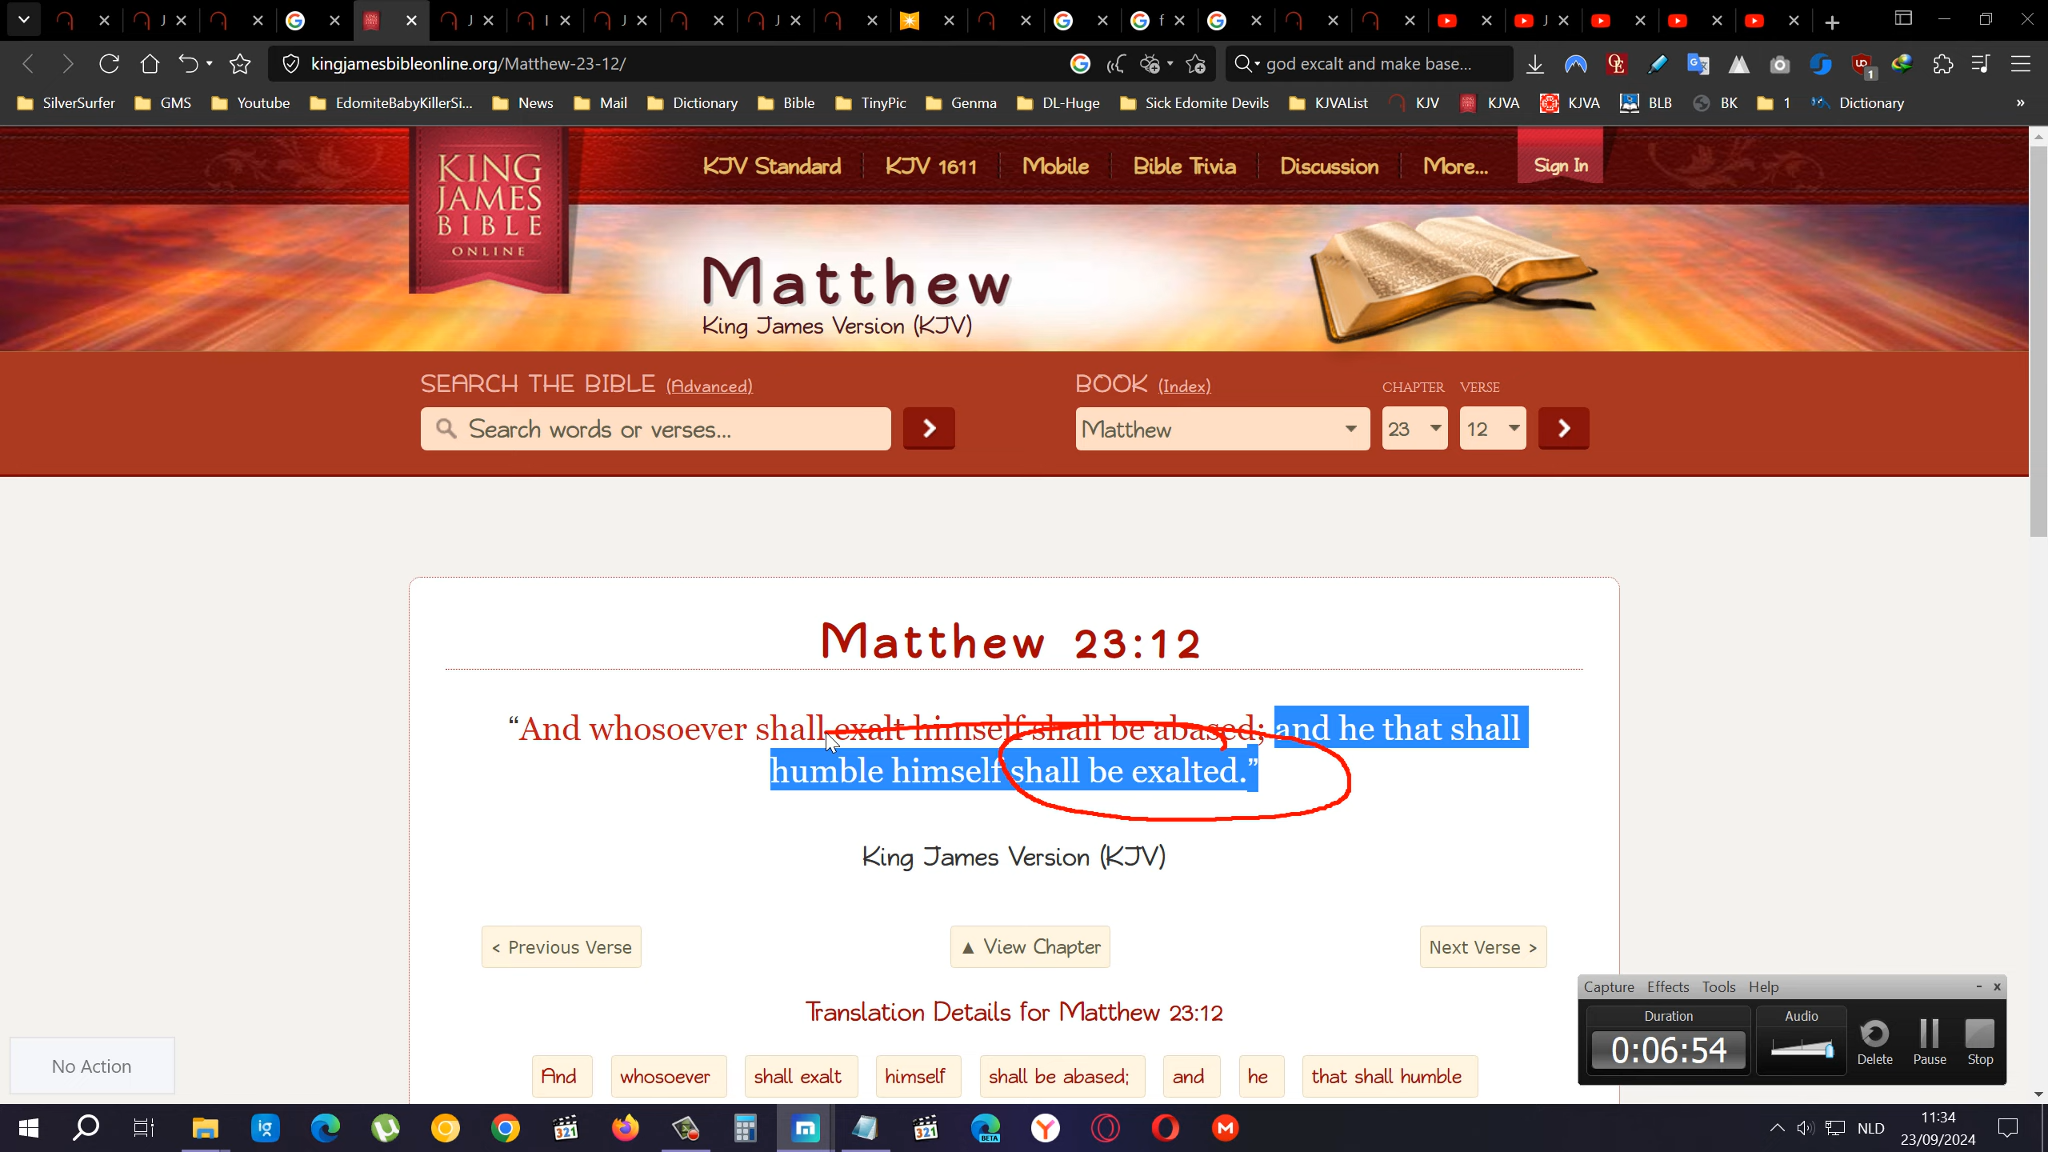 J
J
I
J
J
f
J
kingjamesbibleonline.org/Matthew-23-12/
god excalt and make base...
SilverSurfer GMS Youtube EdomiteBabyKillerSi... News Mail Dictionary Bible TinyPic Genma DL-Huge Sick Edomite Devils KJVAList KJV KJVA KJVA BLB BK 1 Dictionary »
KING
JAMES
BIBLE
ONLINE
KJV Standard KJV 1611 Mobile Bible Trivia Discussion More... Sign In
Matthew
King James Version (KJV)
SEARCH THE BIBLE (Advanced) BOOK (Index) CHAPTER VERSE
Search words or verses... Matthew 23 12
Matthew 23:12
“And whosoever shall exalt himself shall be abased; and he that shall
humble himself shall be exalted.”
King James Version (KJV)
< Previous Verse ▲ View Chapter Next Verse >
Translation Details for Matthew 23:12
And whosoever shall exalt himself shall be abased; and he that shall humble
No Action
Capture Effects Tools Help
Duration Audio
0:06:54
Delete Pause Stop
NLD
11:34
23/09/2024